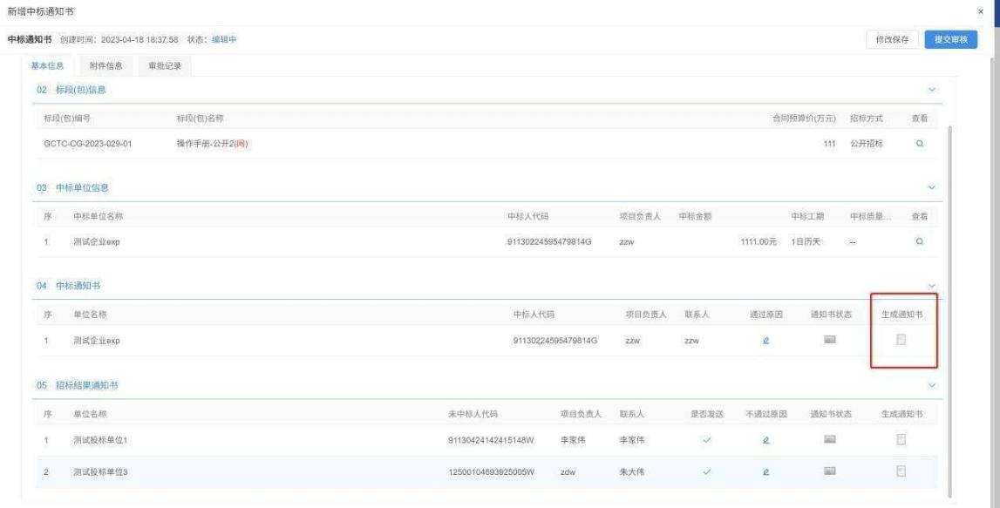 新增中标通知书 ×
中标通知书 创建时间: 2023-04-18 18:37:58 状态: 编辑中 修改保存 提交审核
基本信息 附件信息 审批记录
02 标段(包)信息
标段(包)编号 标段(包)名称 合同预算价(万元) 招标方式 查看
GCTC-CG-2023-029-01 操作手册-公开2(网) 111 公开招标
03 中标单位信息
序 中标单位名称 中标人代码 项目负责人 中标金额 中标工期 中标质量... 查看
1 测试企业exp 91130224595479814G zzw 1111.00元 1日历天 --
04 中标通知书
序 单位名称 中标人代码 项目负责人 联系人 通过原因 通知书状态 生成通知书
1 测试企业exp 91130224595479814G zzw zzw
05 招标结果通知书
序 单位名称 未中标人代码 项目负责人 联系人 是否发送 不通过原因 通知书状态 生成通知书
1 测试投标单位1 91130424142415148W 李家伟 李家伟
2 测试投标单位3 12500104693925005W zdw 朱大伟